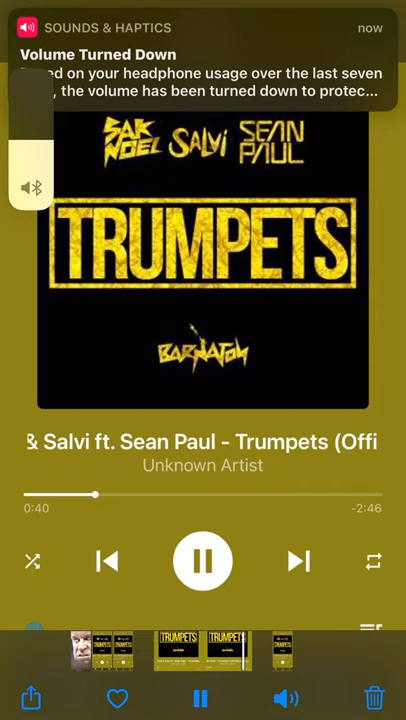 SOUNDS & HAPTICS
now
Volume Turned Down
on your headphone usage over the last seven
, the volume has been turned down to protec...
SAK NOEL SALVI SEAN PAUL
TRUMPETS
BARNATON
& Salvi ft. Sean Paul - Trumpets (Offi
Unknown Artist
0:40
-2:46
TRUMPETS
TRUMPETS